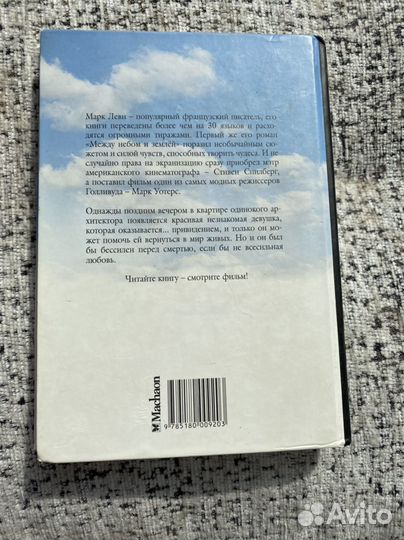 Марк Леви – популярный французский писатель, его
книги переведены более чем на 30 языков и расхо-
дятся огромными тиражами. Первый же его роман
«Между небом и землей» поразил необычайным сю-
жетом и силой чувств, способных творить чудеса. И не
случайно права на экранизацию сразу приобрел мэтр
американского кинематографа – Стивен Спилберг,
а поставил фильм один из самых модных режиссеров
Голливуда – Марк Уотерс.
Однажды поздним вечером в квартире одинокого ар-
хитектора появляется красивая незнакомая девушка,
которая оказывается... привидением, и только он мо-
жет помочь ей вернуться в мир живых. Но и он был
бы бессилен перед смертью, если бы не всесильная
любовь.
Читайте книгу – смотрите фильм!
Machaon
9 785180 009203
Avito